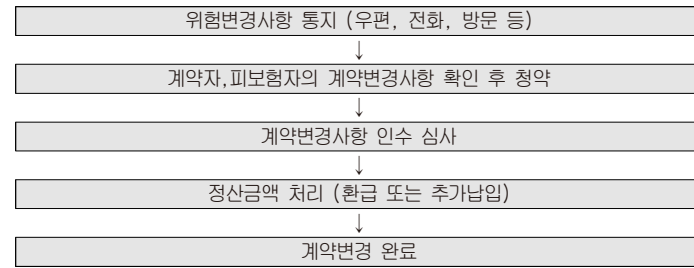 위험변경사항 통지 (우편, 전화, 방문 등)
↓
계약자,피보험자의 계약변경사항 확인 후 청약
↓
계약변경사항 인수 심사
↓
정산금액 처리 (환급 또는 추가납입)
↓
계약변경 완료